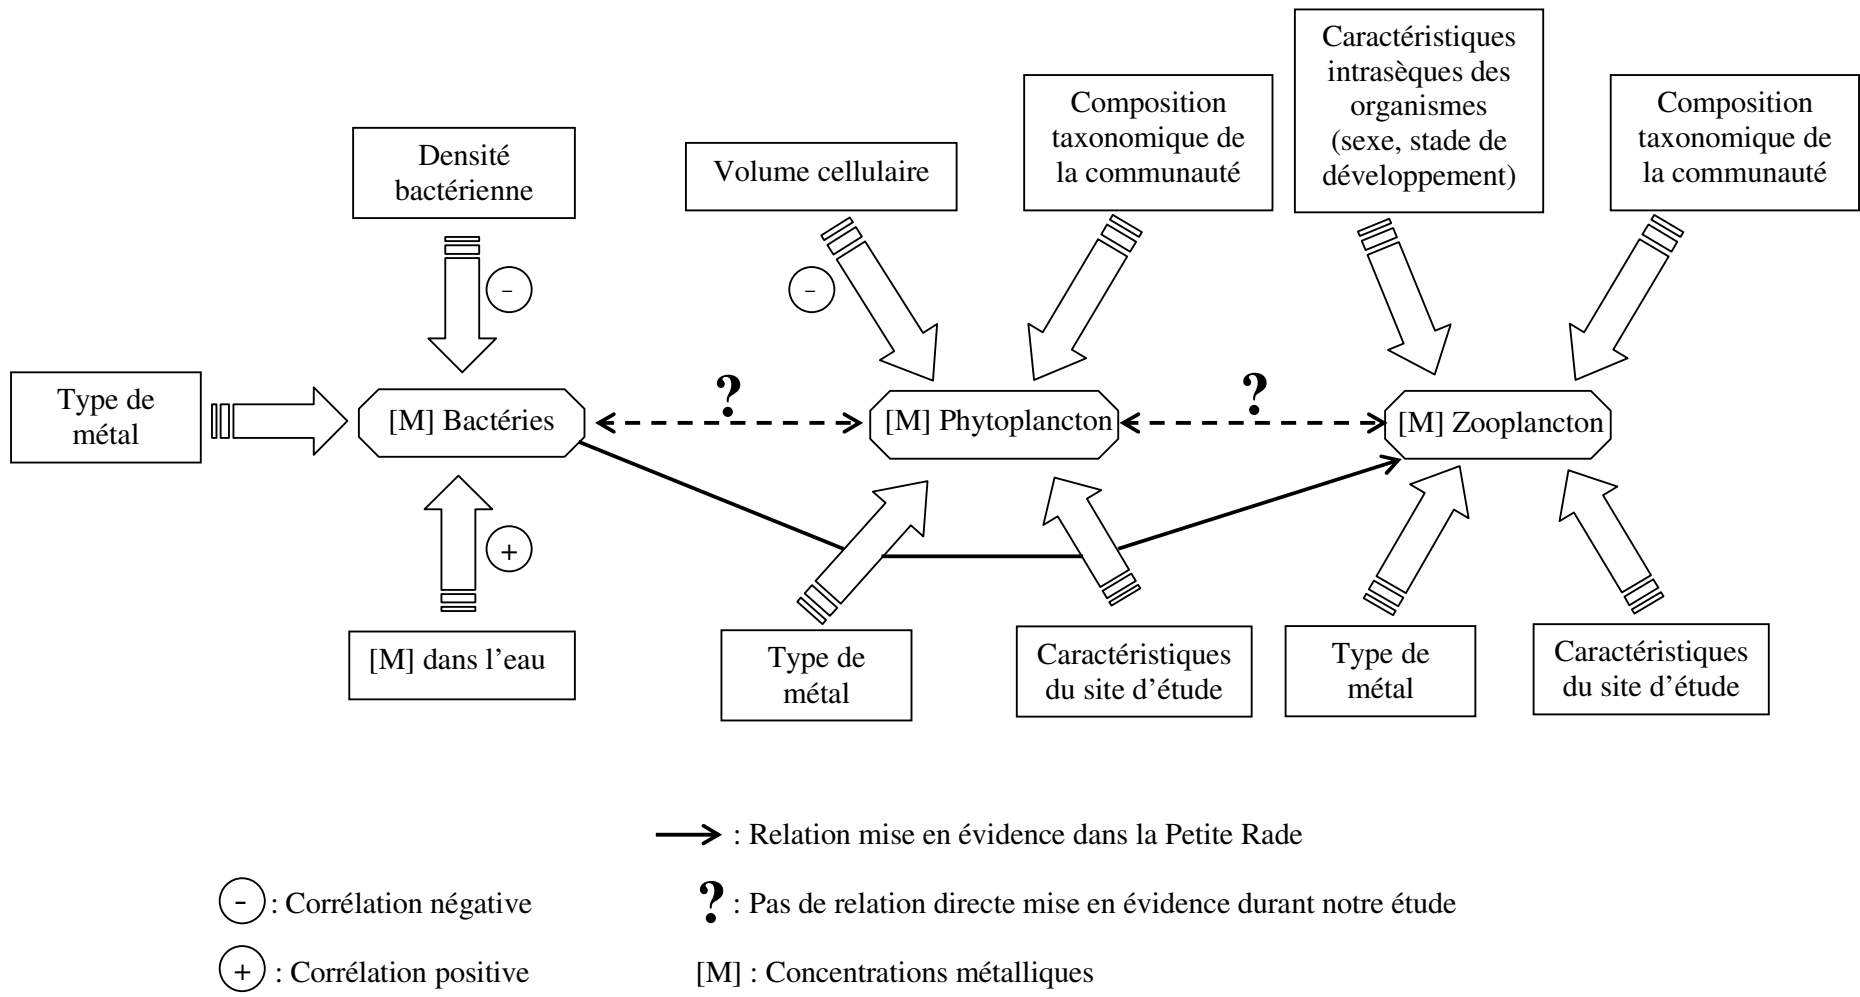 Caractéristiques
intrasèques des
organismes
(sexe, stade de
développement)
Composition
taxonomique de
la communauté
Composition
taxonomique de
la communauté
Densité
bactérienne
Volume cellulaire
-
-
Type de
métal
[M] Bactéries
?
[M] Phytoplancton
?
[M] Zooplancton
+
[M] dans l’eau
Type de
métal
Caractéristiques
du site d’étude
Type de
métal
Caractéristiques
du site d’étude
: Relation mise en évidence dans la Petite Rade
- : Corrélation négative
? : Pas de relation directe mise en évidence durant notre étude
+ : Corrélation positive
[M] : Concentrations métalliques